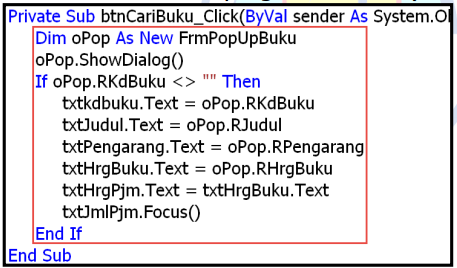 Private Sub btnCariBuku_Click(ByVal sender As System.
Dim oPop As New FrmPopUpBuku
oPop.ShowDialog()
If oPop.RKdBuku <> "" Then
txtkdbuku.Text = oPop.RKdBuku
txtJudul.Text = oPop.RJudul
txtPengarang.Text = oPop.RPengarang
txtHrgBuku.Text = oPop.RHrgBuku
txtHrgPjm.Text = txtHrgBuku.Text
txtJmlPjm.Focus()
End If
End Sub